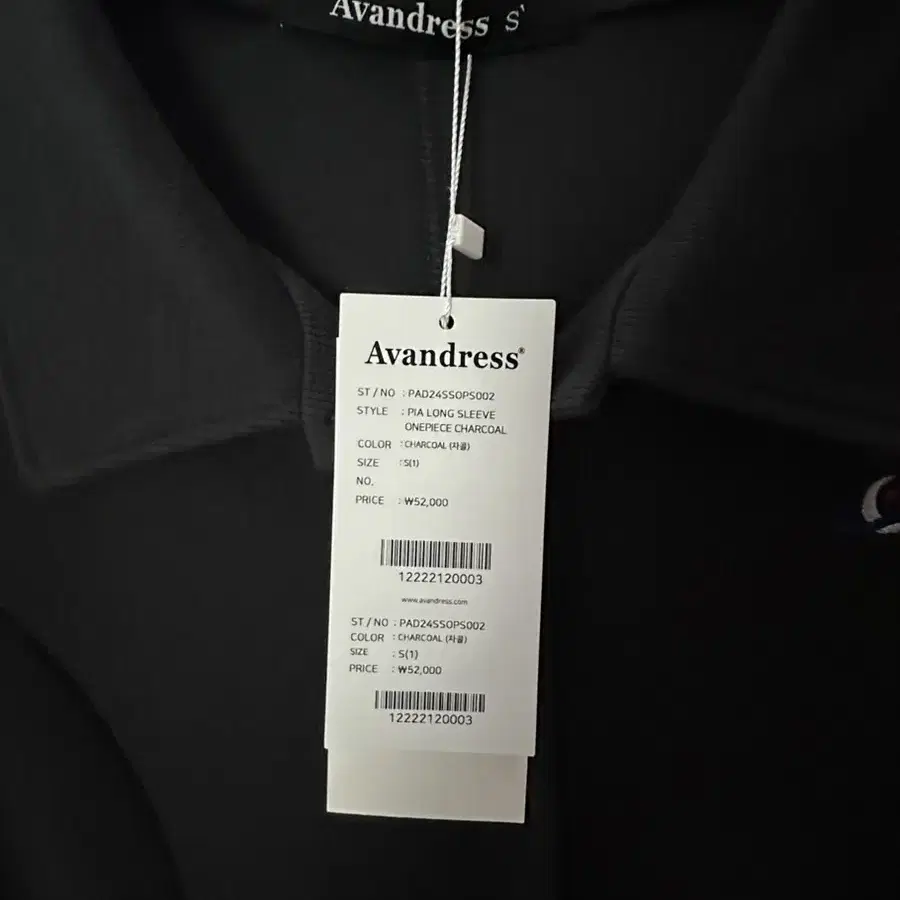 Avandress S
Avandress®
ST / NO : PAD24SSOPS002
STYLE : PIA LONG SLEEVE
ONEPIECE CHARCOAL
COLOR : CHARCOAL (차콜)
SIZE : S(1)
NO.
PRICE : ₩52,000
12222120003
www.avandress.com
ST / NO : PAD24SSOPS002
COLOR : CHARCOAL (차콜)
SIZE : S(1)
PRICE : ₩52,000
12222120003